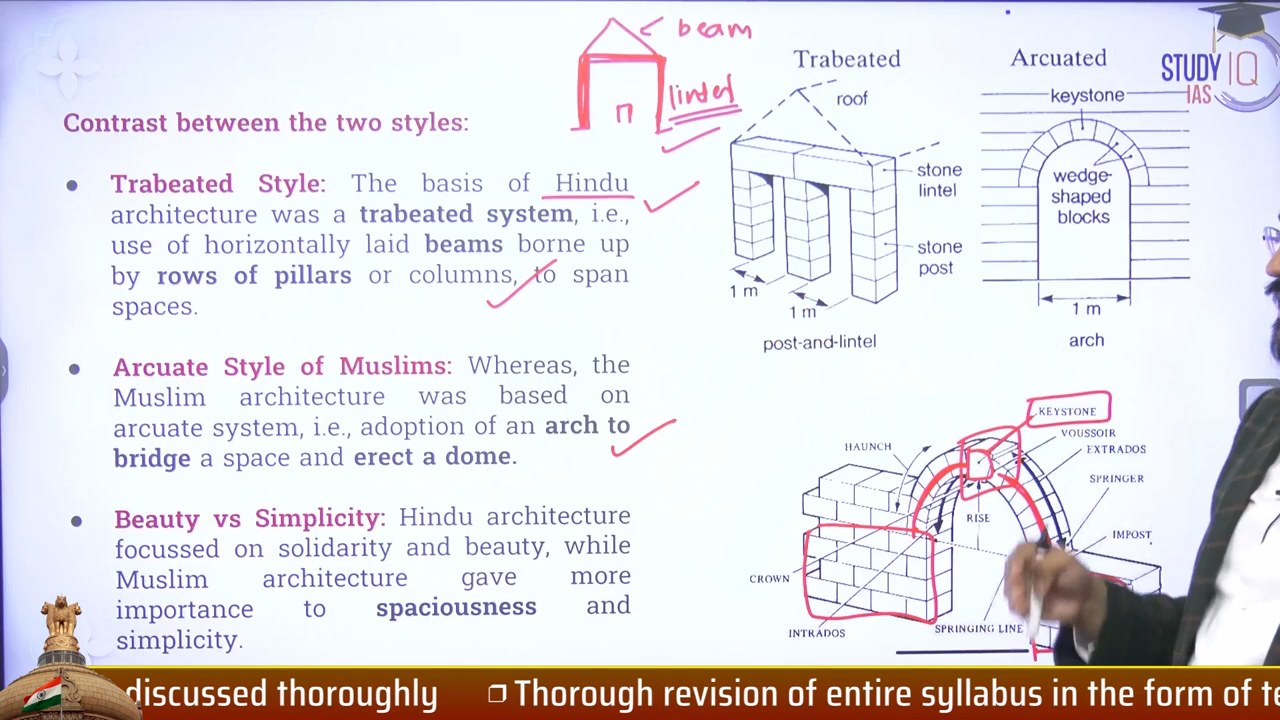 beam
lintel
Trabeated
roof
stone
lintel
stone
post
1 m
1 m
post-and-lintel
Arcuated
keystone
wedge-
shaped
blocks
1 m
arch
STUDY IQ
IAS
Contrast between the two styles:
Trabeated Style: The basis of Hindu
architecture was a trabeated system, i.e.,
use of horizontally laid beams borne up
by rows of pillars or columns, to span
spaces.
Arcuate Style of Muslims: Whereas, the
Muslim architecture was based on
arcuate system, i.e., adoption of an arch to
bridge a space and erect a dome.
Beauty vs Simplicity: Hindu architecture
focussed on solidarity and beauty, while
Muslim architecture gave more
importance to spaciousness and
simplicity.
KEYSTONE
VOUSSOIR
EXTRADOS
HAUNCH
SPRINGER
RISE
IMPOST
CROWN
INTRADOS
SPRINGING LINE
discussed thoroughly
Thorough revision of entire syllabus in the form of te